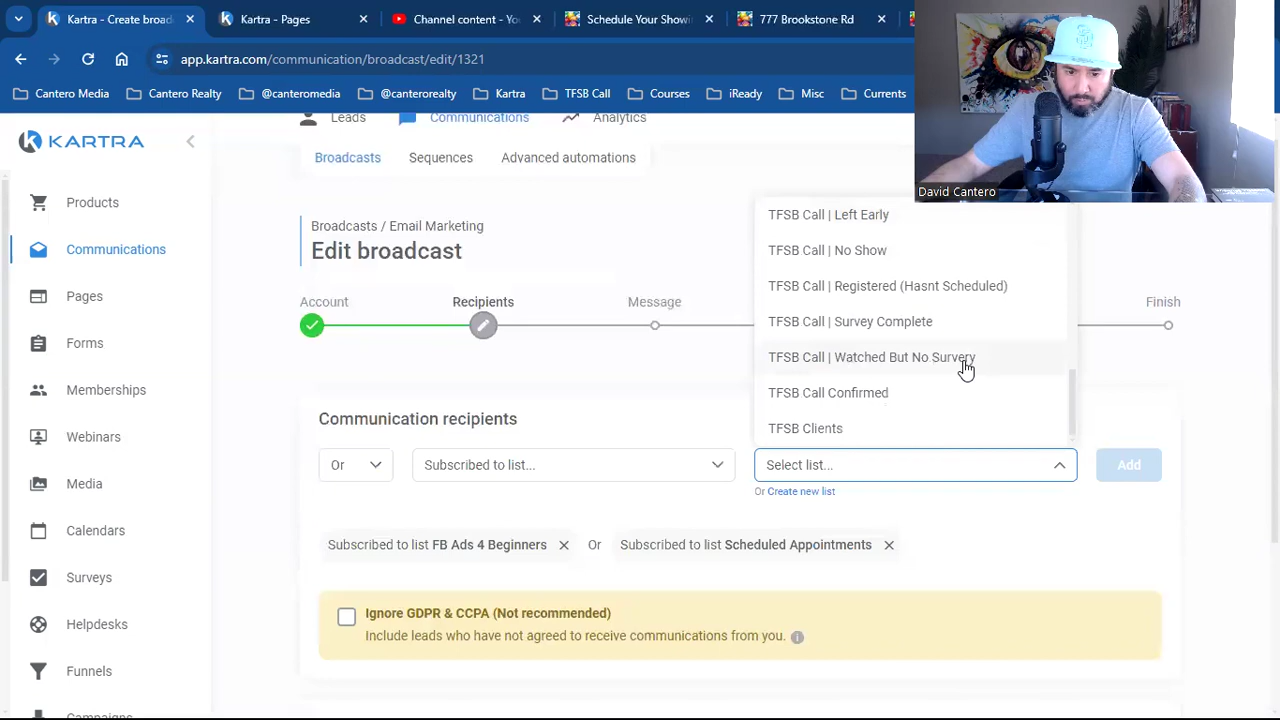 Kartra - Create broad
Kartra - Pages
Channel content - Yo
Schedule Your Showi
777 Brookstone Rd
app.kartra.com/communication/broadcast/edit/1321
Cantero Media
Cantero Realty
@canteromedia
@canterorealty
Kartra
TFSB Call
Courses
iReady
Misc
Currents
David Cantero
KARTRA
Leads
Communications
Analytics
Broadcasts
Sequences
Advanced automations
Products
Communications
Pages
Forms
Memberships
Webinars
Media
Calendars
Surveys
Helpdesks
Funnels
Campaigns
Broadcasts / Email Marketing
Edit broadcast
Account
Recipients
Message
Finish
TFSB Call | Left Early
TFSB Call | No Show
TFSB Call | Registered (Hasnt Scheduled)
TFSB Call | Survey Complete
TFSB Call | Watched But No Survery
TFSB Call Confirmed
TFSB Clients
Communication recipients
Or
Subscribed to list...
Select list...
Add
Or Create new list
Subscribed to list FB Ads 4 Beginners
Or
Subscribed to list Scheduled Appointments
Ignore GDPR & CCPA (Not recommended)
Include leads who have not agreed to receive communications from you.